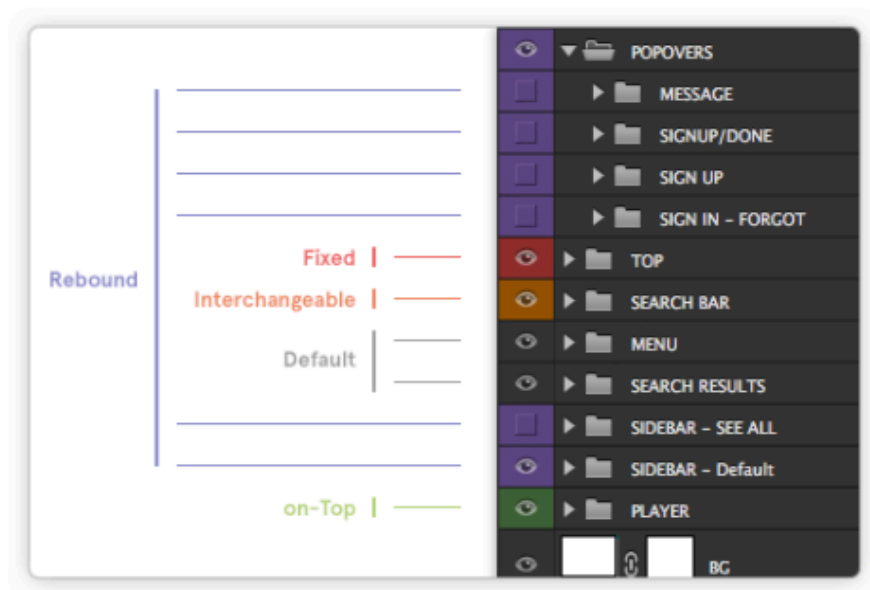 POPOVERS
MESSAGE
SIGNUP/DONE
SIGN UP
SIGN IN – FORGOT
Fixed
TOP
Rebound
Interchangeable
SEARCH BAR
Default
MENU
SEARCH RESULTS
SIDEBAR – SEE ALL
SIDEBAR – Default
on-Top
PLAYER
BG